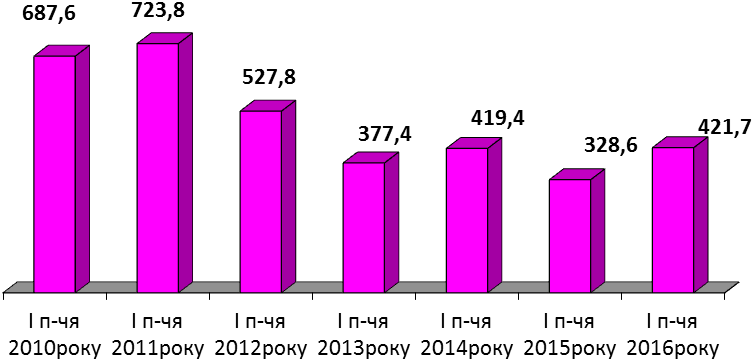 687,6
723,8
527,8
377,4
419,4
328,6
421,7
І п-чя
2010року
І п-чя
2011року
І п-чя
2012року
І п-чя
2013року
І п-чя
2014року
І п-чя
2015року
І п-чя
2016року